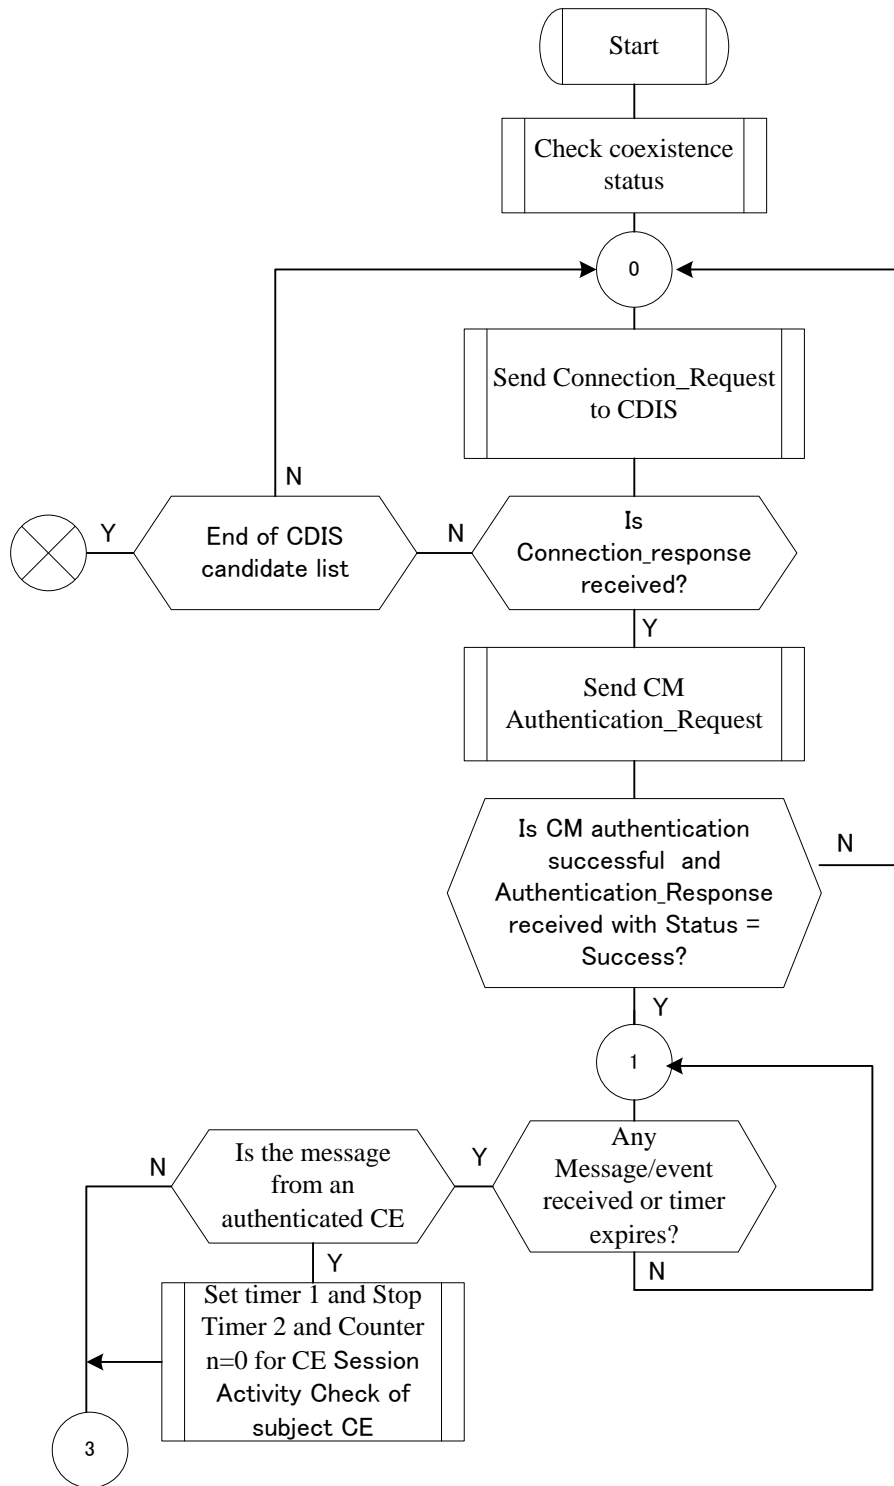 Start
Check coexistence
status
0
Send Connection_Request
to CDIS
N
Y
End of CDIS
candidate list
N
Is
Connection_response
received?
Y
Send CM
Authentication_Request
Is CM authentication
successful and
Authentication_Response
received with Status =
Success?
N
Y
1
Any
Message/event
received or timer
expires?
Y
N
Is the message
from an
authenticated CE
N
Y
Set timer 1 and Stop
Timer 2 and Counter
n=0 for CE Session
Activity Check of
subject CE
3